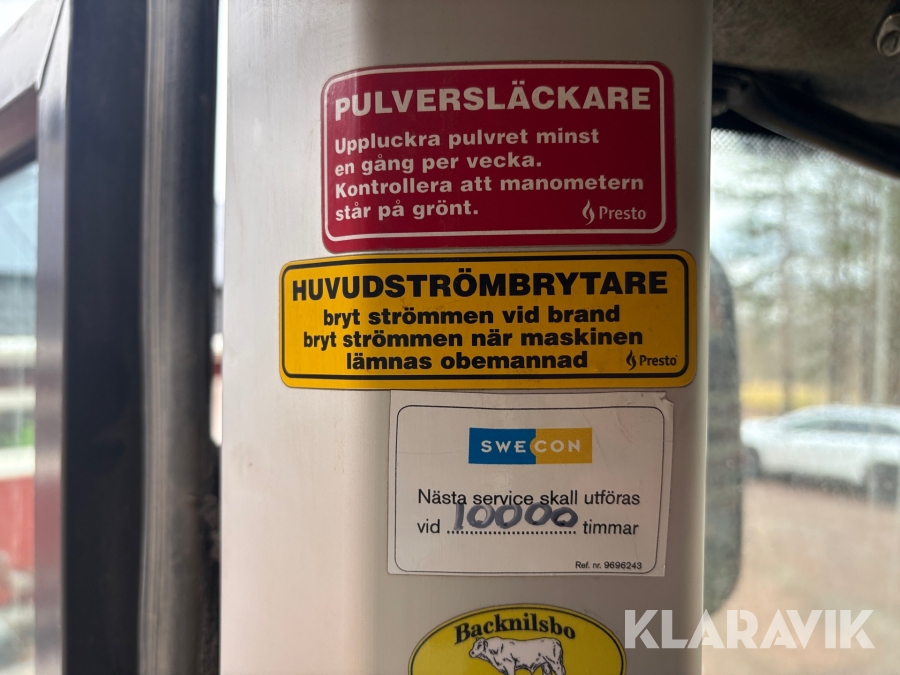 PULVERSLÄCKARE
Uppluckra pulvret minst
en gång per vecka.
Kontrollera att manometern
står på grönt.
Presto
HUVUDSTRÖMBRYTARE
bryt strömmen vid brand
bryt strömmen när maskinen
lämnas obemannad
Presto
SWECON
Nästa service skall utföras
vid 10000 timmar
Ref. nr. 9696243
Backnilsbo
KLARAVIK